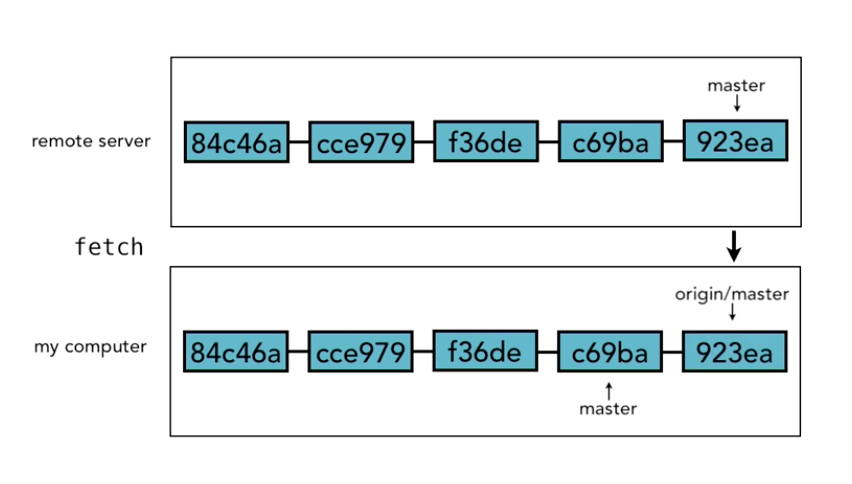 master
remote server
84c46a
cce979
f36de
c69ba
923ea
fetch
origin/master
my computer
84c46a
cce979
f36de
c69ba
923ea
master